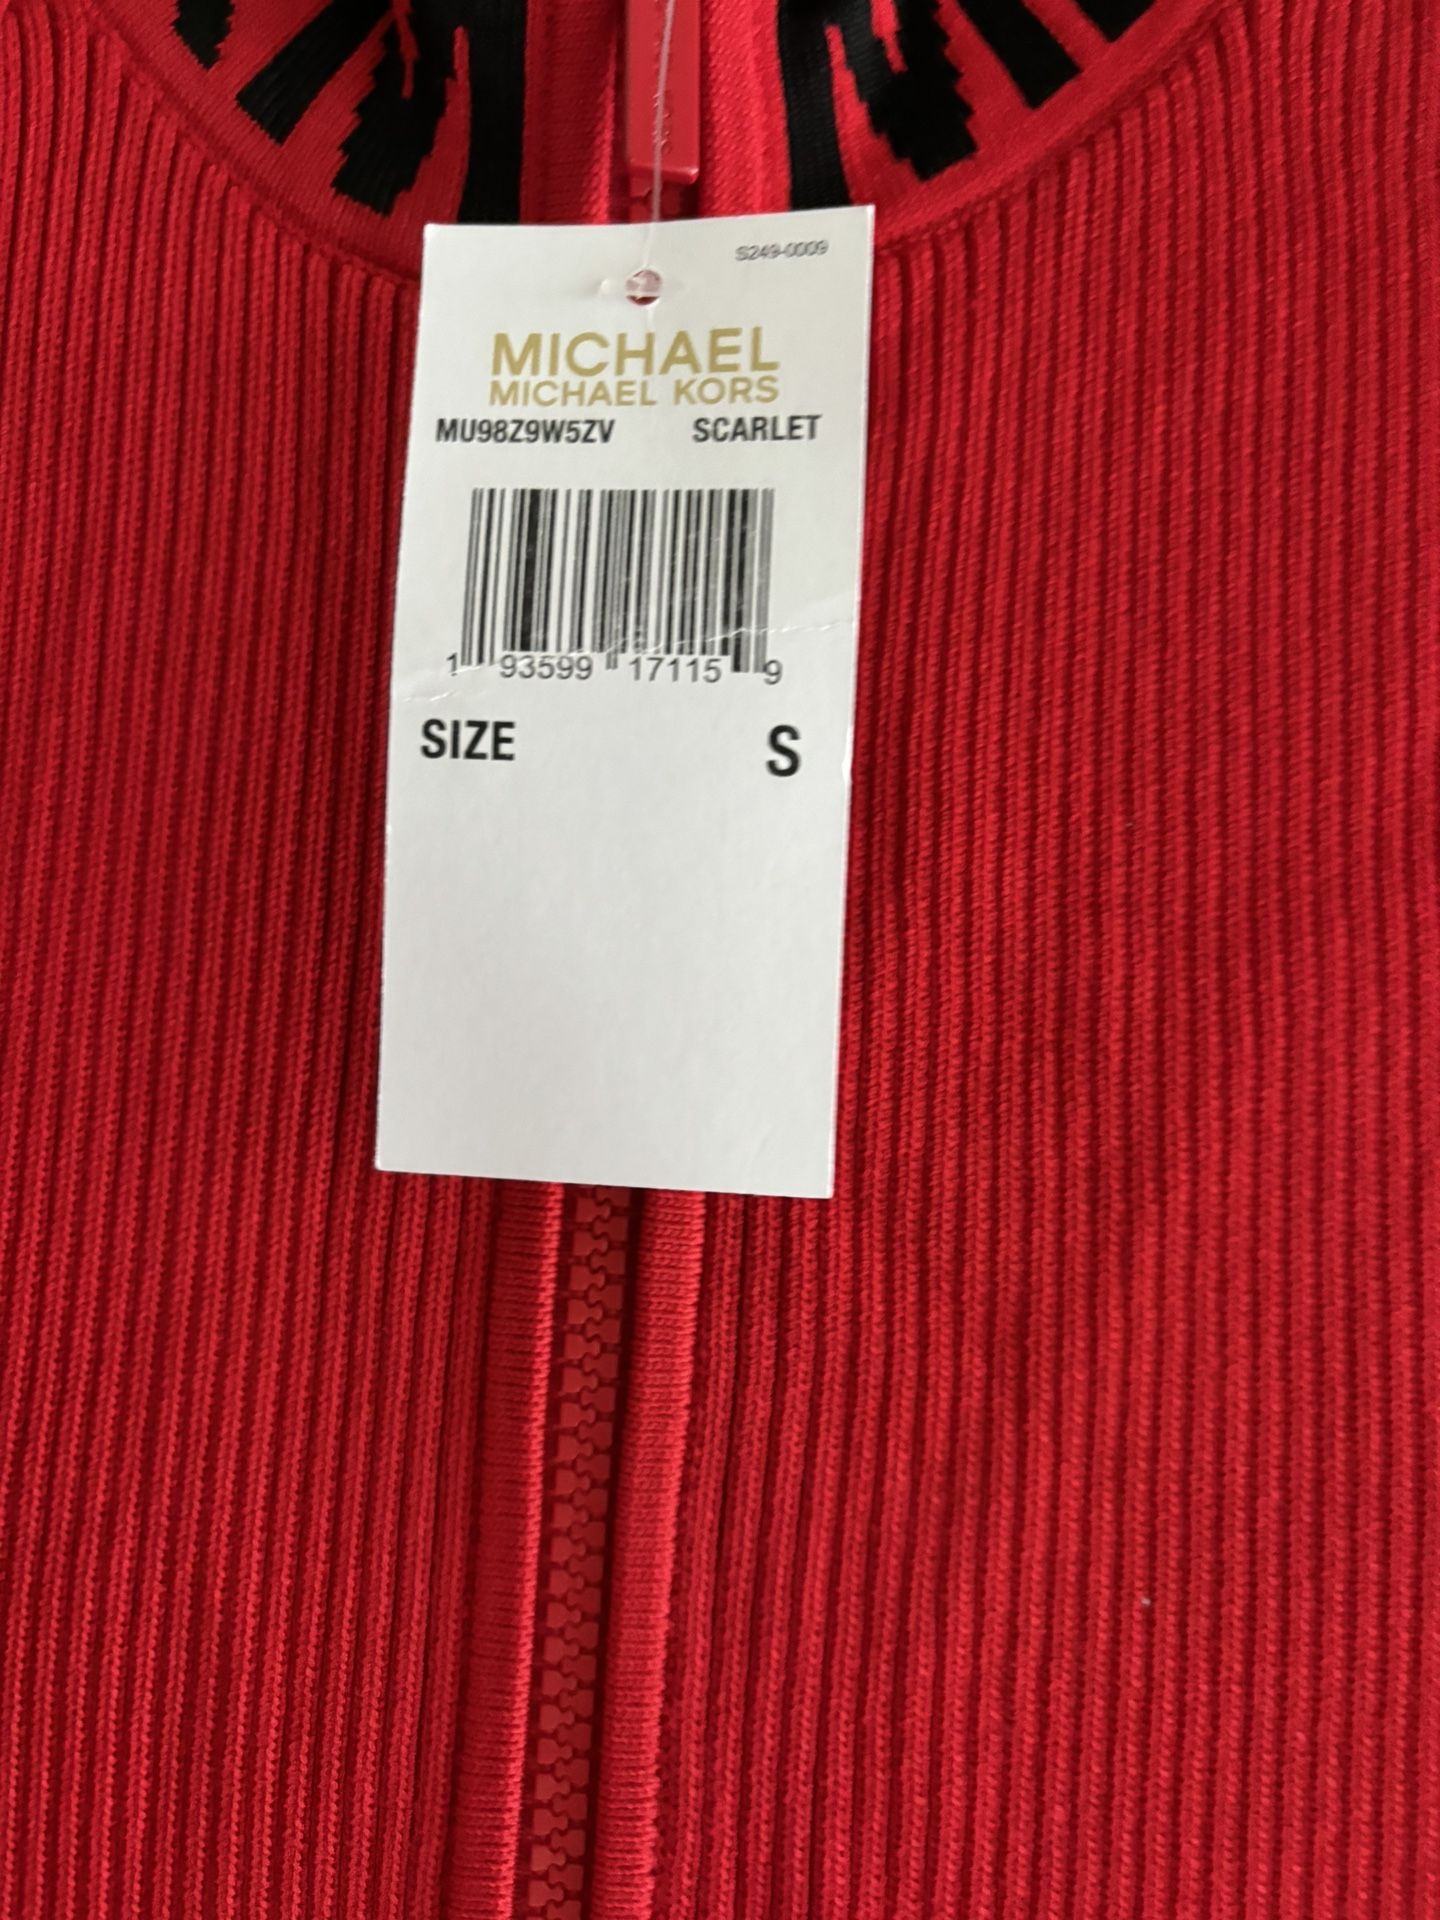 S249-0009
MICHAEL
MICHAEL KORS
MU98Z9W5ZV SCARLET
1 93599 17115 9
SIZE S